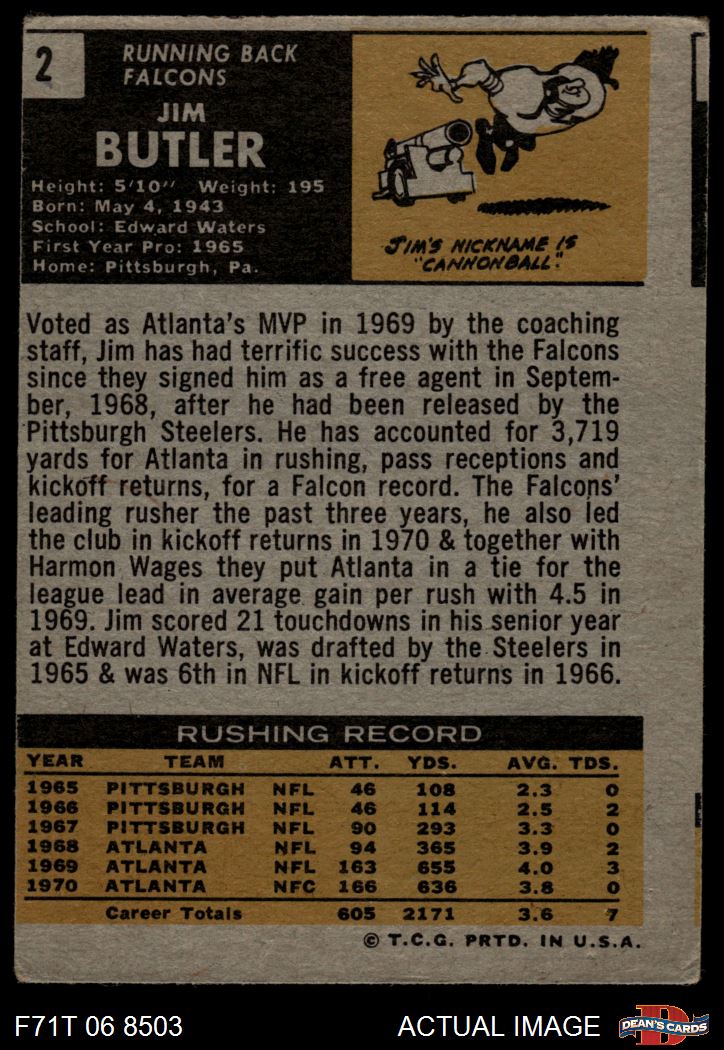 2
RUNNING BACK
FALCONS
JIM
BUTLER
Height: 5'10" Weight: 195
Born: May 4, 1943
School: Edward Waters
First Year Pro: 1965
Home: Pittsburgh, Pa.
JIM'S NICKNAME IS
"CANNONBALL".
Voted as Atlanta's MVP in 1969 by the coaching
staff, Jim has had terrific success with the Falcons
since they signed him as a free agent in Septem-
ber, 1968, after he had been released by the
Pittsburgh Steelers. He has accounted for 3,719
yards for Atlanta in rushing, pass receptions and
kickoff returns, for a Falcon record. The Falcons'
leading rusher the past three years, he also led
the club in kickoff returns in 1970 & together with
Harmon Wages they put Atlanta in a tie for the
league lead in average gain per rush with 4.5 in
1969. Jim scored 21 touchdowns in his senior year
at Edward Waters, was drafted by the Steelers in
1965 & was 6th in NFL in kickoff returns in 1966.
RUSHING RECORD
YEAR TEAM ATT. YDS. AVG. TDS.
1965 PITTSBURGH NFL 46 108 2.3 0
1966 PITTSBURGH NFL 46 114 2.5 2
1967 PITTSBURGH NFL 90 293 3.3 0
1968 ATLANTA NFL 94 365 3.9 2
1969 ATLANTA NFL 163 655 4.0 3
1970 ATLANTA NFC 166 636 3.8 0
Career Totals 605 2171 3.6 7
© T.C.G. PRTD. IN U.S.A.
F71T 06 8503 ACTUAL IMAGE
D
DEAN'S CARDS